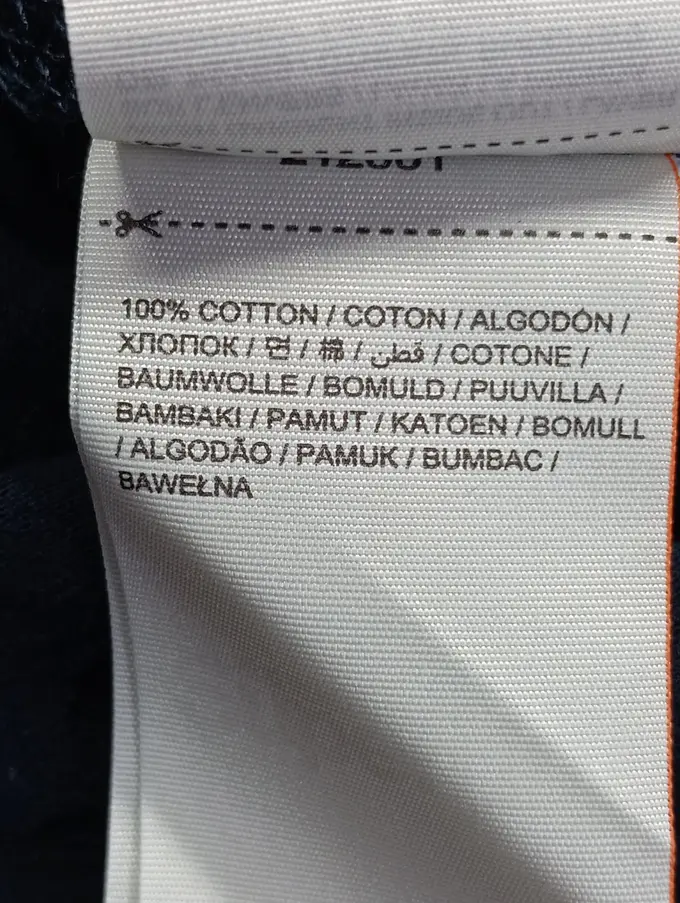 100% COTTON / COTON / ALGODÓN /
ХЛОПОК / 면 / 棉 / قطن / COTONE /
BAUMWOLLE / BOMULD / PUUVILLA /
BAMBAKI / PAMUT / KATOEN / BOMULL
/ ALGODÃO / PAMUK / BUMBAC /
BAWEŁNA